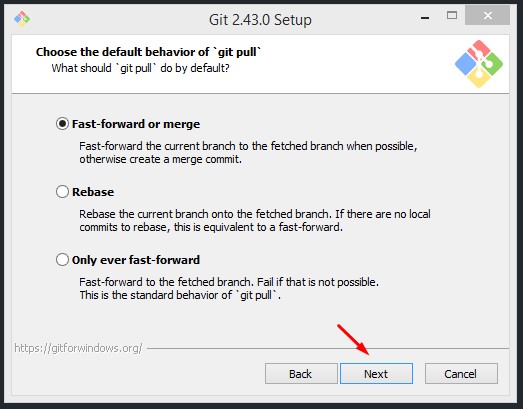 Git 2.43.0 Setup
Choose the default behavior of `git pull`
What should `git pull` do by default?
Fast-forward or merge
Fast-forward the current branch to the fetched branch when possible,
otherwise create a merge commit.
Rebase
Rebase the current branch onto the fetched branch. If there are no local
commits to rebase, this is equivalent to a fast-forward.
Only ever fast-forward
Fast-forward to the fetched branch. Fail if that is not possible.
This is the standard behavior of `git pull`.
https://gitforwindows.org/
Back
Next
Cancel